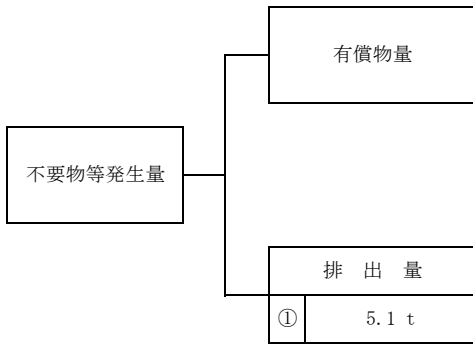 有償物量
不要物等発生量
排 出 量
① 5.1 t